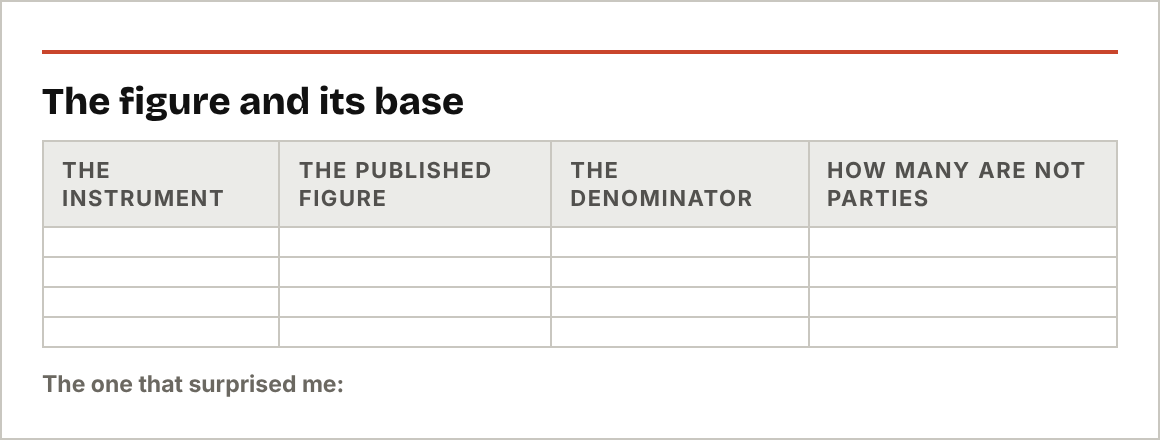 The figure and its base
THE INSTRUMENT
THE PUBLISHED FIGURE
THE DENOMINATOR
HOW MANY ARE NOT PARTIES
The one that surprised me: